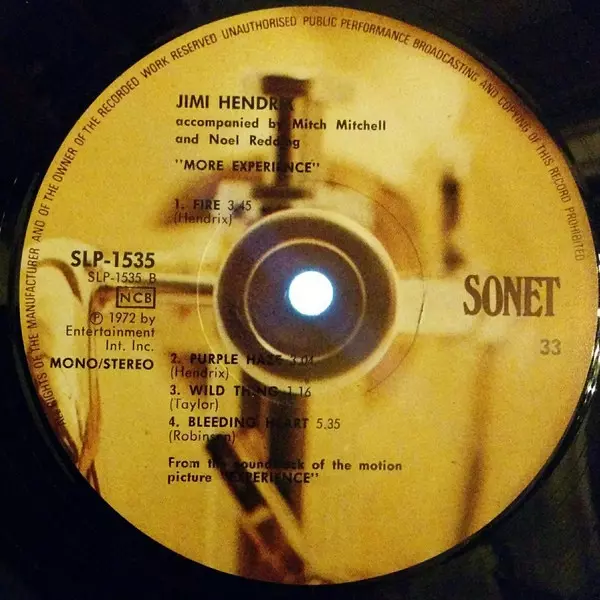 ALL RIGHTS OF THE MANUFACTURER AND OF THE OWNER OF THE RECORDED WORK RESERVED UNAUTHORISED PUBLIC PERFORMANCE BROADCASTING AND COPYING OF THIS RECORD PROHIBITED
JIMI HENDRIX
accompanied by Mitch Mitchell
and Noel Redding
"MORE EXPERIENCE"
1. FIRE 3.45
(Hendrix)
SLP-1535
SLP-1535 B
NCB
℗ 1972 by
Entertainment
Int. Inc.
MONO/STEREO
SONET
33
2. PURPLE HAZE 3.04
(Hendrix)
3. WILD THING 1.16
(Taylor)
4. BLEEDING HEART 5.35
(Robinson)
From the soundtrack of the motion
picture "EXPERIENCE"